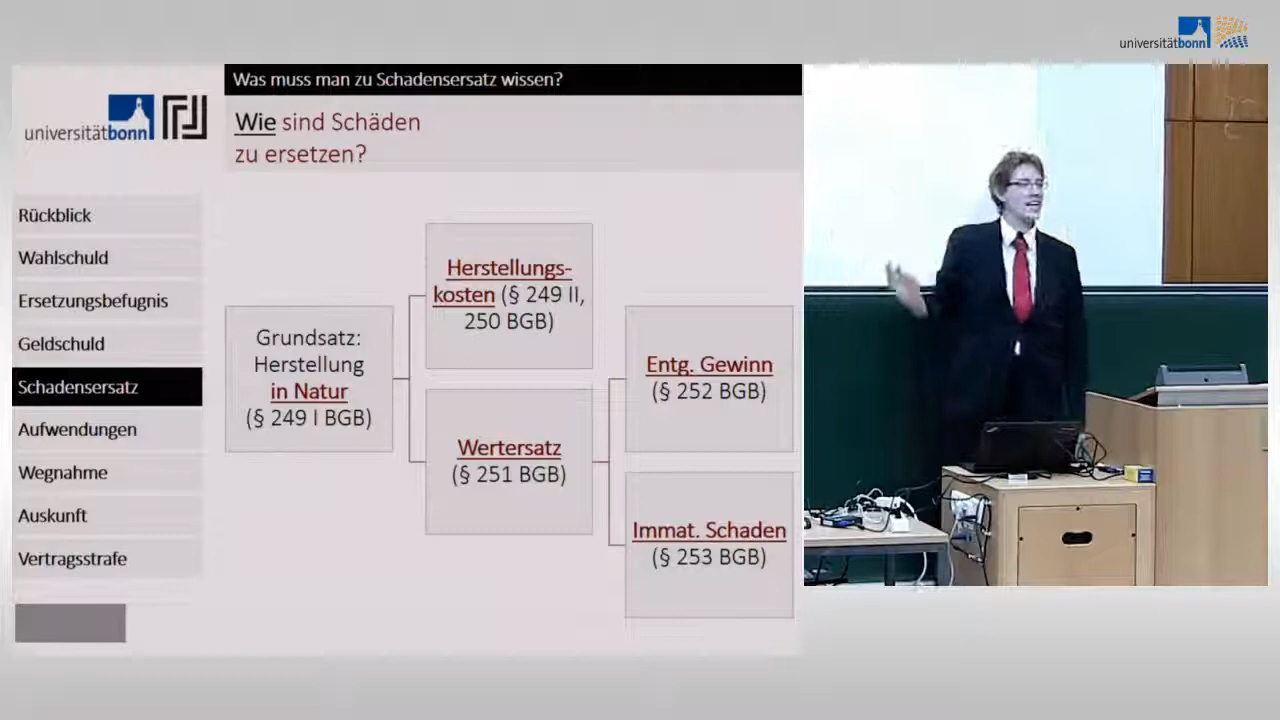 universitätbonn
Was muss man zu Schadensersatz wissen?
universitätbonn
Wie sind Schäden
zu ersetzen?
Rückblick
Wahlschuld
Ersetzungsbefugnis
Geldschuld
Schadensersatz
Aufwendungen
Wegnahme
Auskunft
Vertragsstrafe
Grundsatz:
Herstellung
in Natur
(§ 249 I BGB)
Herstellungs-
kosten (§ 249 II,
250 BGB)
Wertersatz
(§ 251 BGB)
Entg. Gewinn
(§ 252 BGB)
Immat. Schaden
(§ 253 BGB)